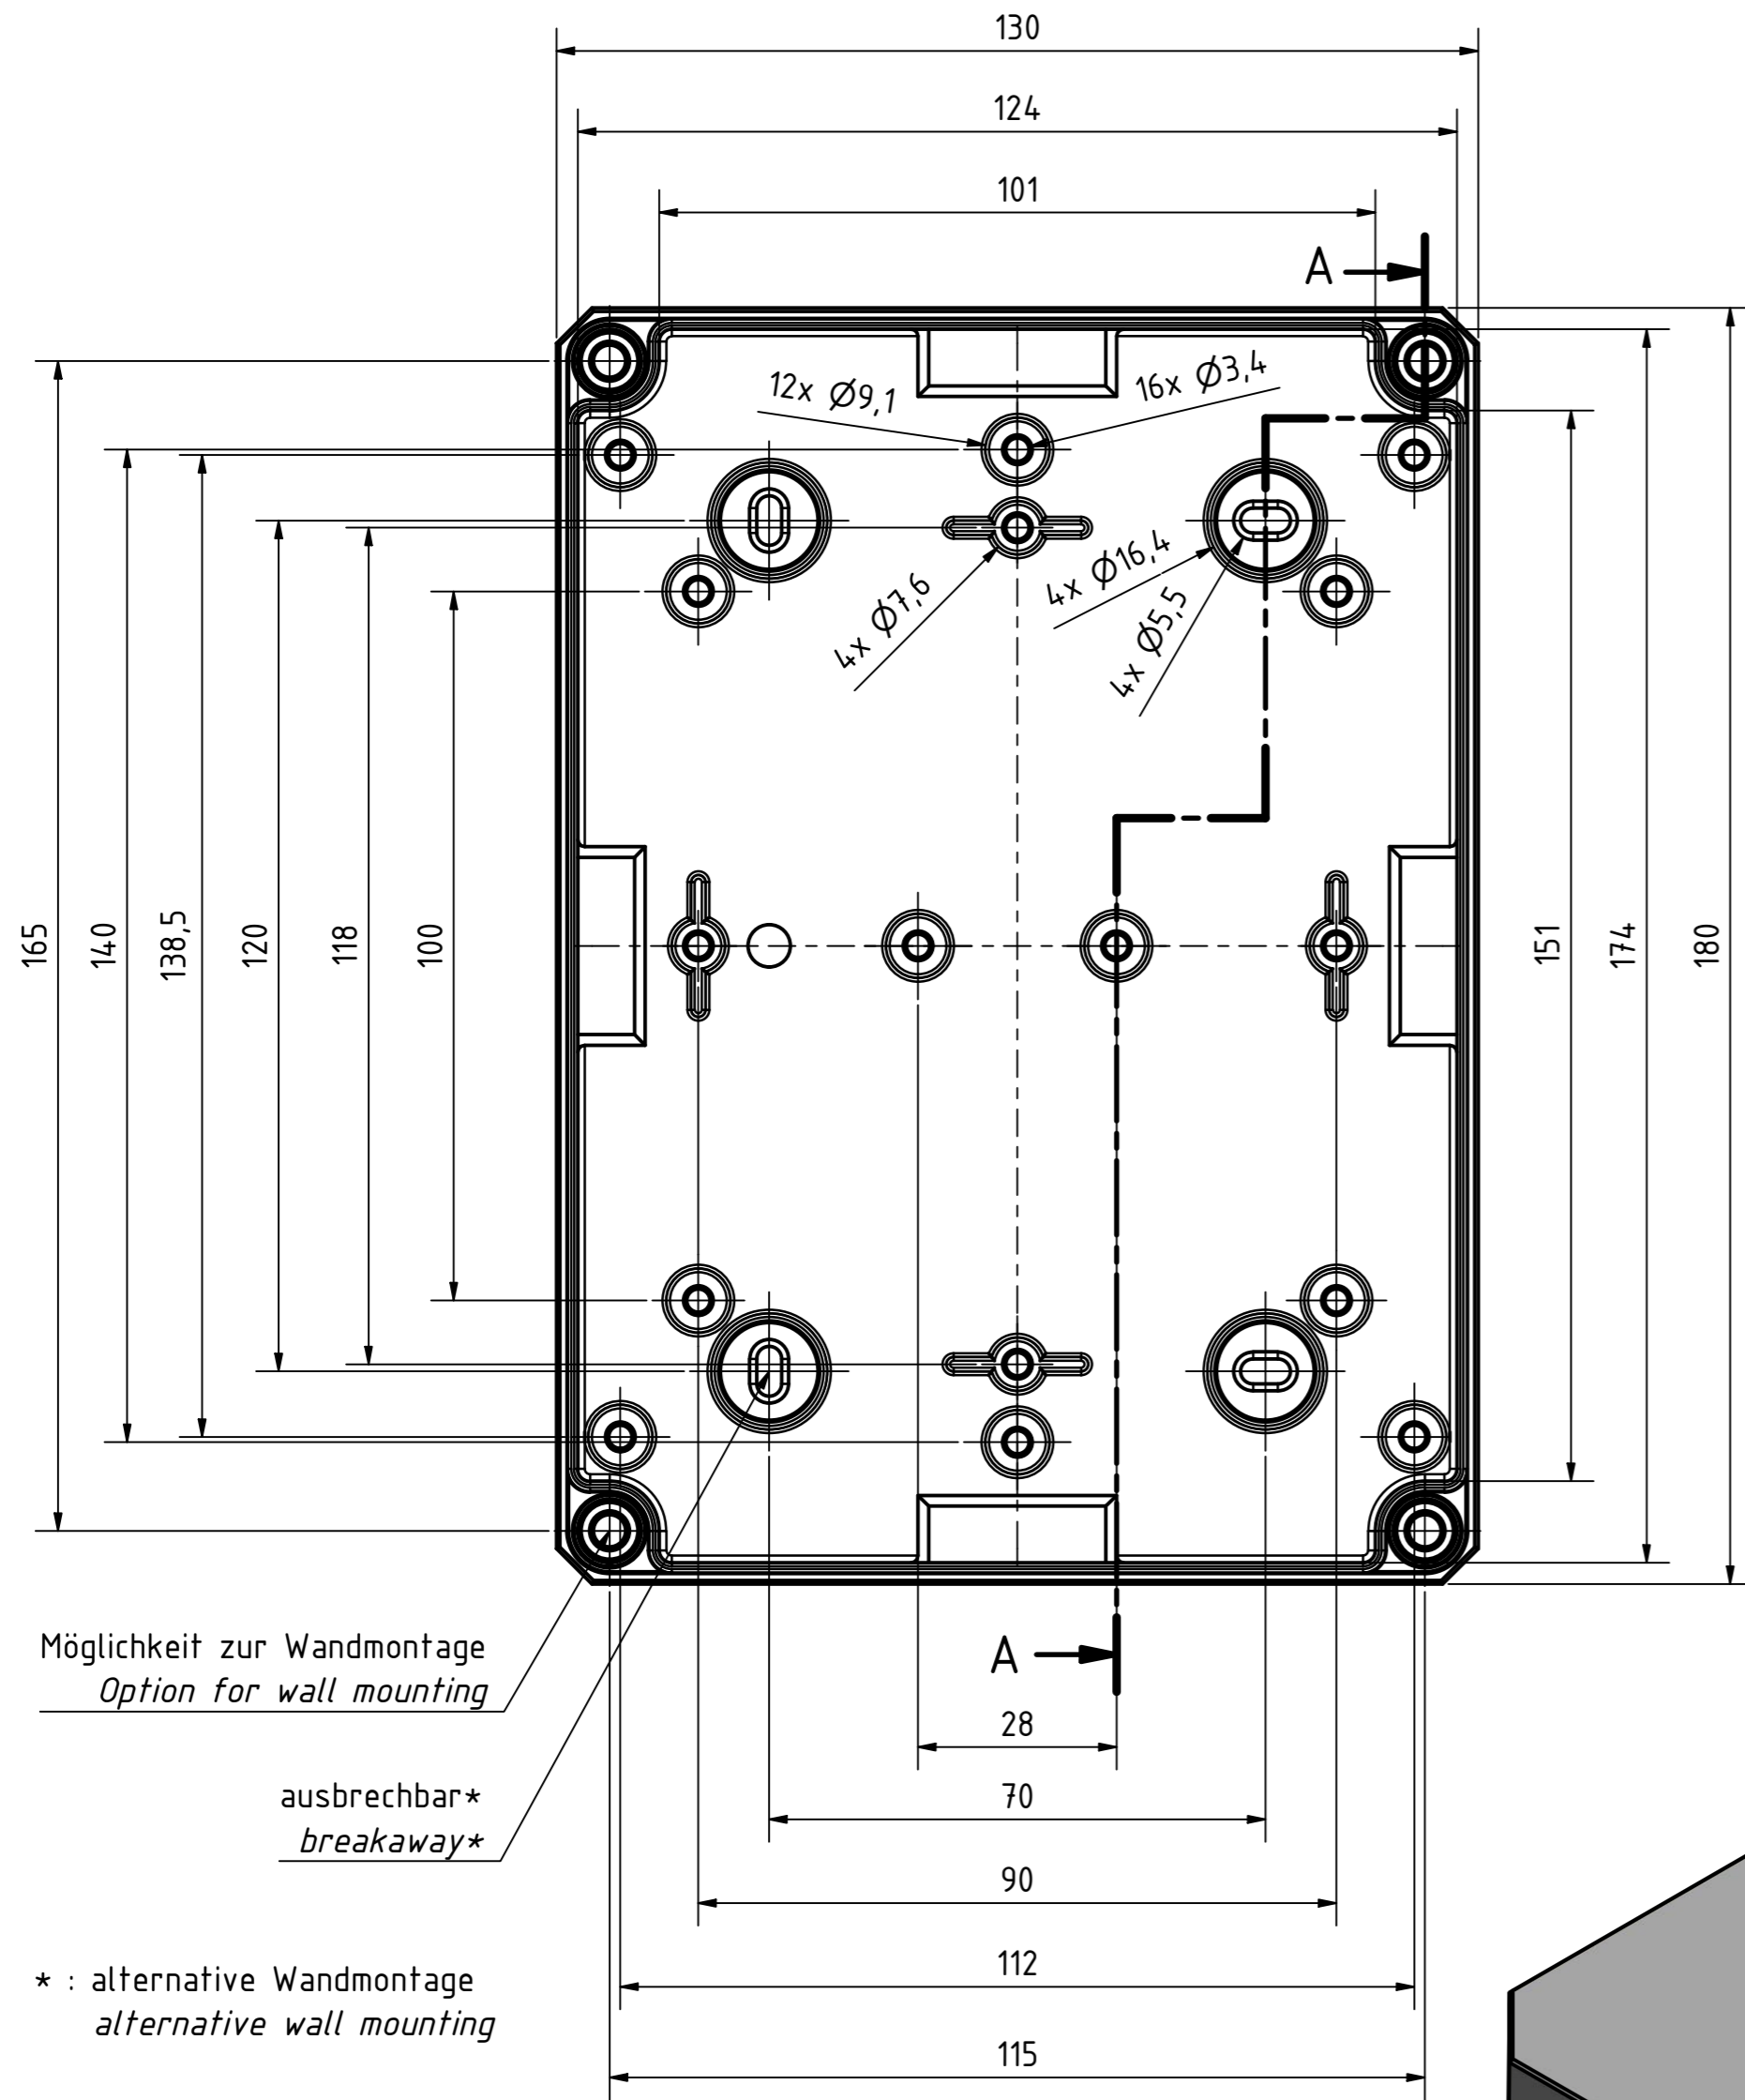 130
124
101
A
12x Ø9,1
16x Ø3,4
4x Ø7,6
4x Ø16,4
4x Ø5,5
165
140
138,5
120
118
100
151
174
180
Möglichkeit zur Wandmontage
Option for wall mounting
A
28
ausbrechbar*
breakaway*
70
90
* : alternative Wandmontage
alternative wall mounting
112
115